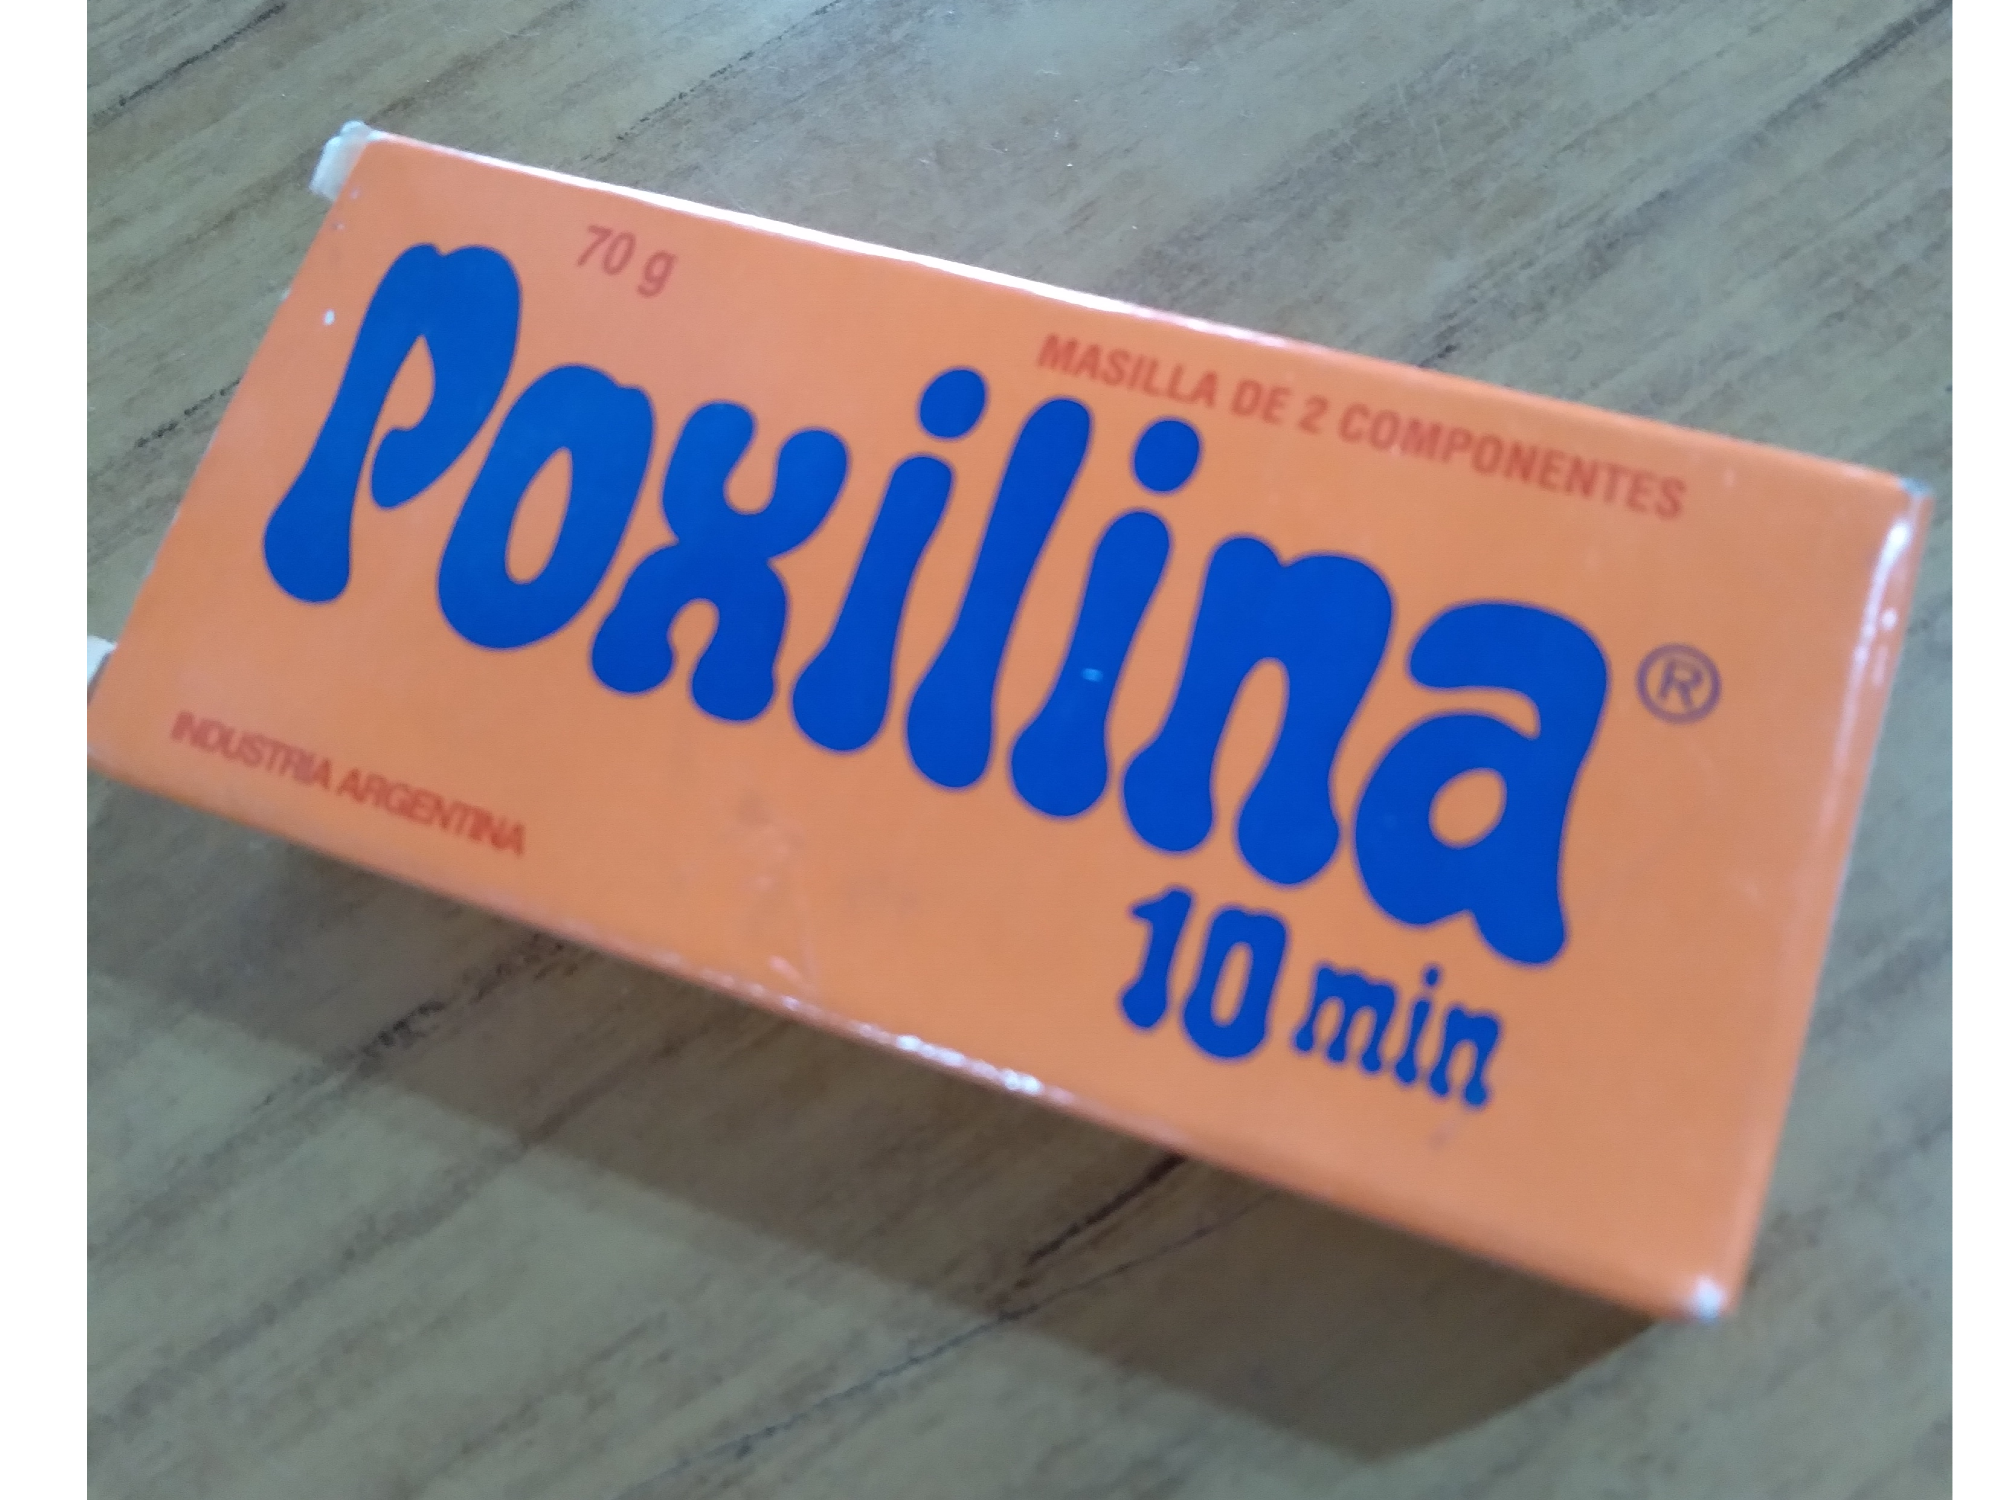 70 g
MASILLA DE 2 COMPONENTES
Poxilina®
10 min
INDUSTRIA ARGENTINA